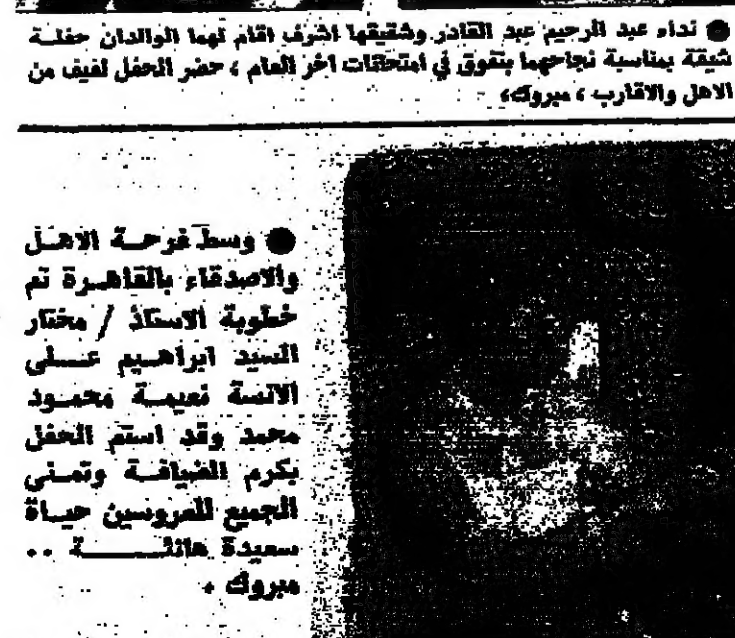 ● نداء عبد الرحيم عبد القادر وشقيقها اشرف اقام لهما الوالدان حفلة
شيقة بمناسبة نجاحهما بتفوق في امتحانات اخر العام ، حضر الحفل لفيف من
الاهل والاقارب ، مبروك،
● وسط فرحة الاهل
والاصدقاء بالقاهرة تم
خطوبة الاستاذ / مختار
السيد ابراهيم على
الانسة نعيمة محمود
محمد وقد اتسم الحفل
بكرم الضيافة وتمنى
الجميع للعروسين حياة
سعيدة هانئة ..
مبروك .